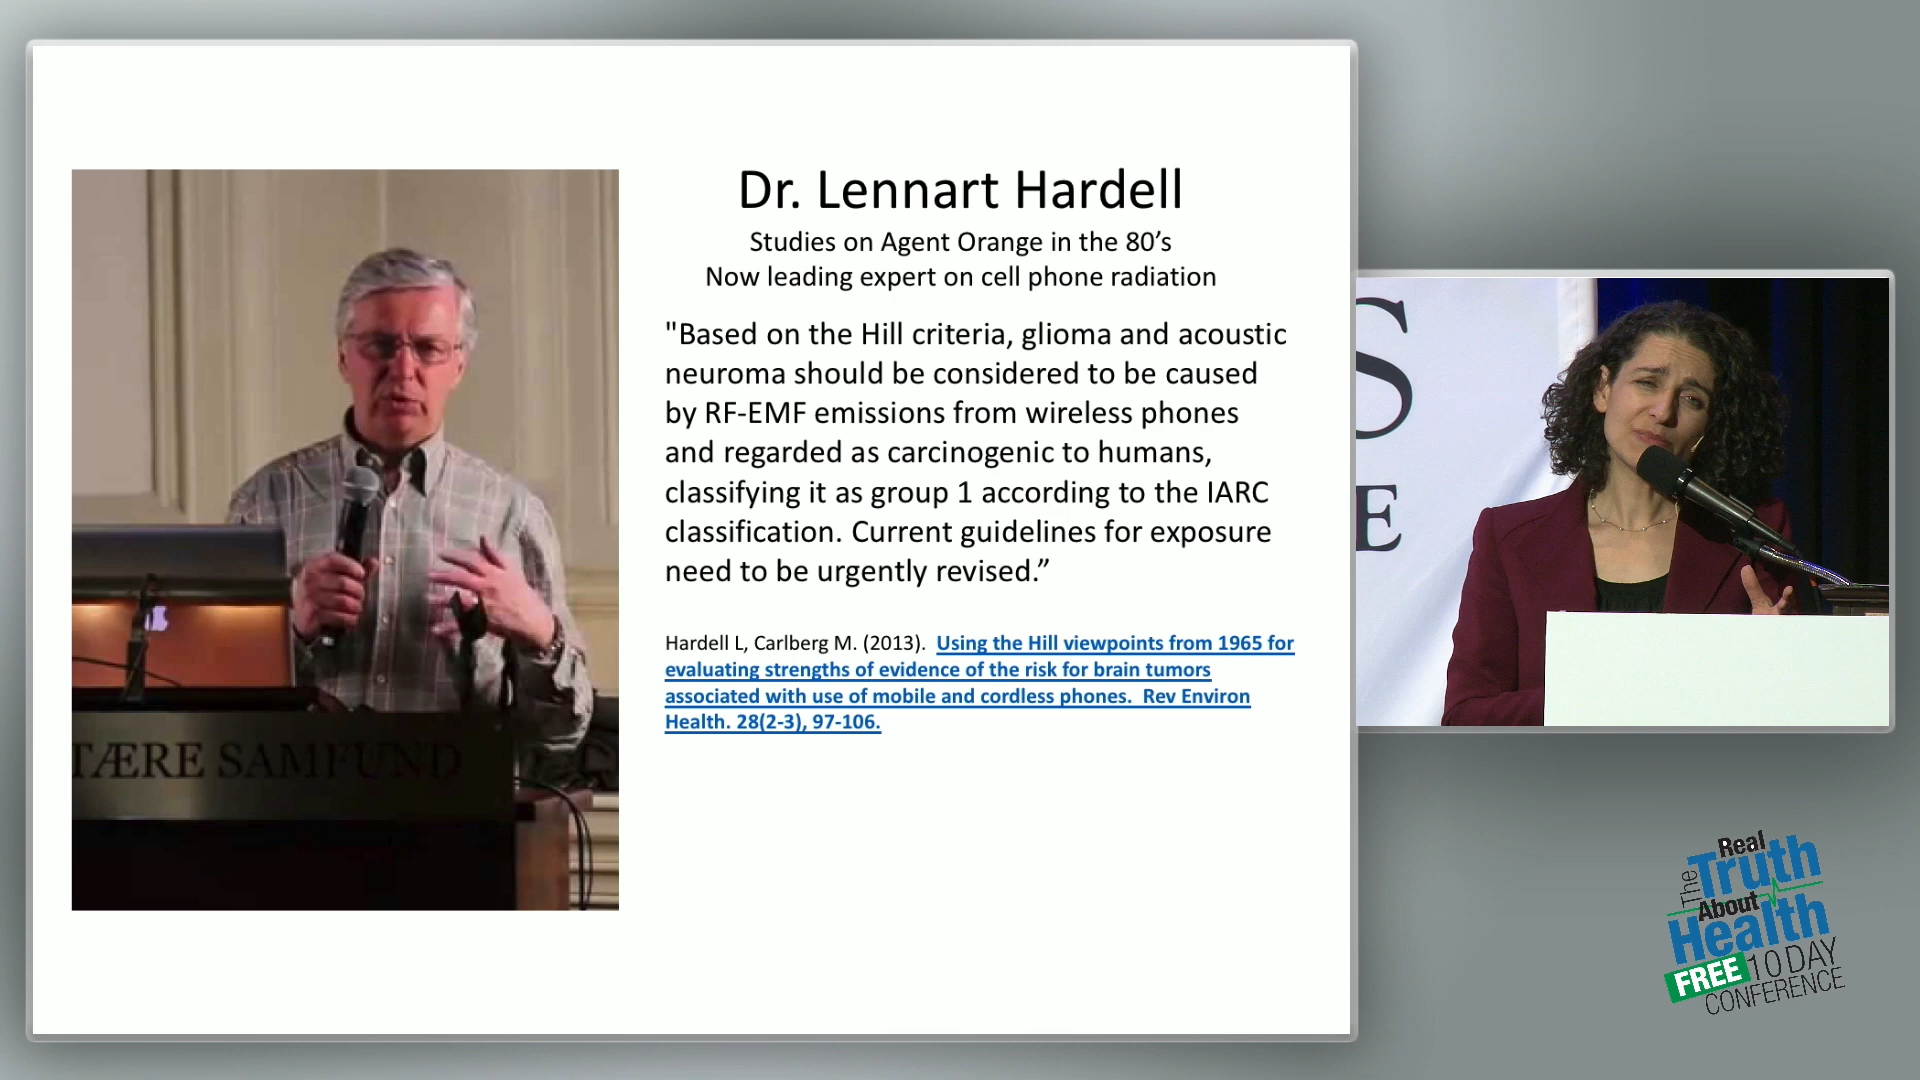 Dr. Lennart Hardell
Studies on Agent Orange in the 80’s
Now leading expert on cell phone radiation
"Based on the Hill criteria, glioma and acoustic
neuroma should be considered to be caused
by RF-EMF emissions from wireless phones
and regarded as carcinogenic to humans,
classifying it as group 1 according to the IARC
classification. Current guidelines for exposure
need to be urgently revised.”
Hardell L, Carlberg M. (2013). Using the Hill viewpoints from 1965 for
evaluating strengths of evidence of the risk for brain tumors
associated with use of mobile and cordless phones. Rev Environ
Health. 28(2-3), 97-106.
TÆRE SAMFUND
S
E
The Real
Truth
About
Health
FREE 10 DAY
CONFERENCE